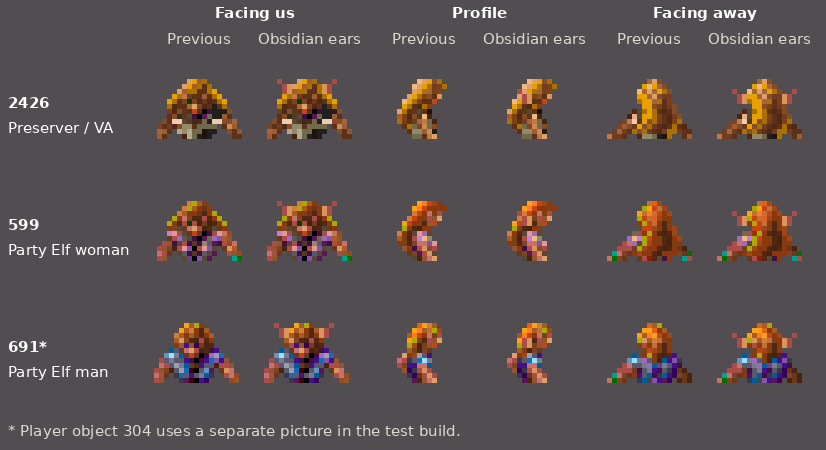 Facing us Profile Facing away
Previous Obsidian ears Previous Obsidian ears Previous Obsidian ears
2426
Preserver / VA
599
Party Elf woman
691*
Party Elf man
* Player object 304 uses a separate picture in the test build.